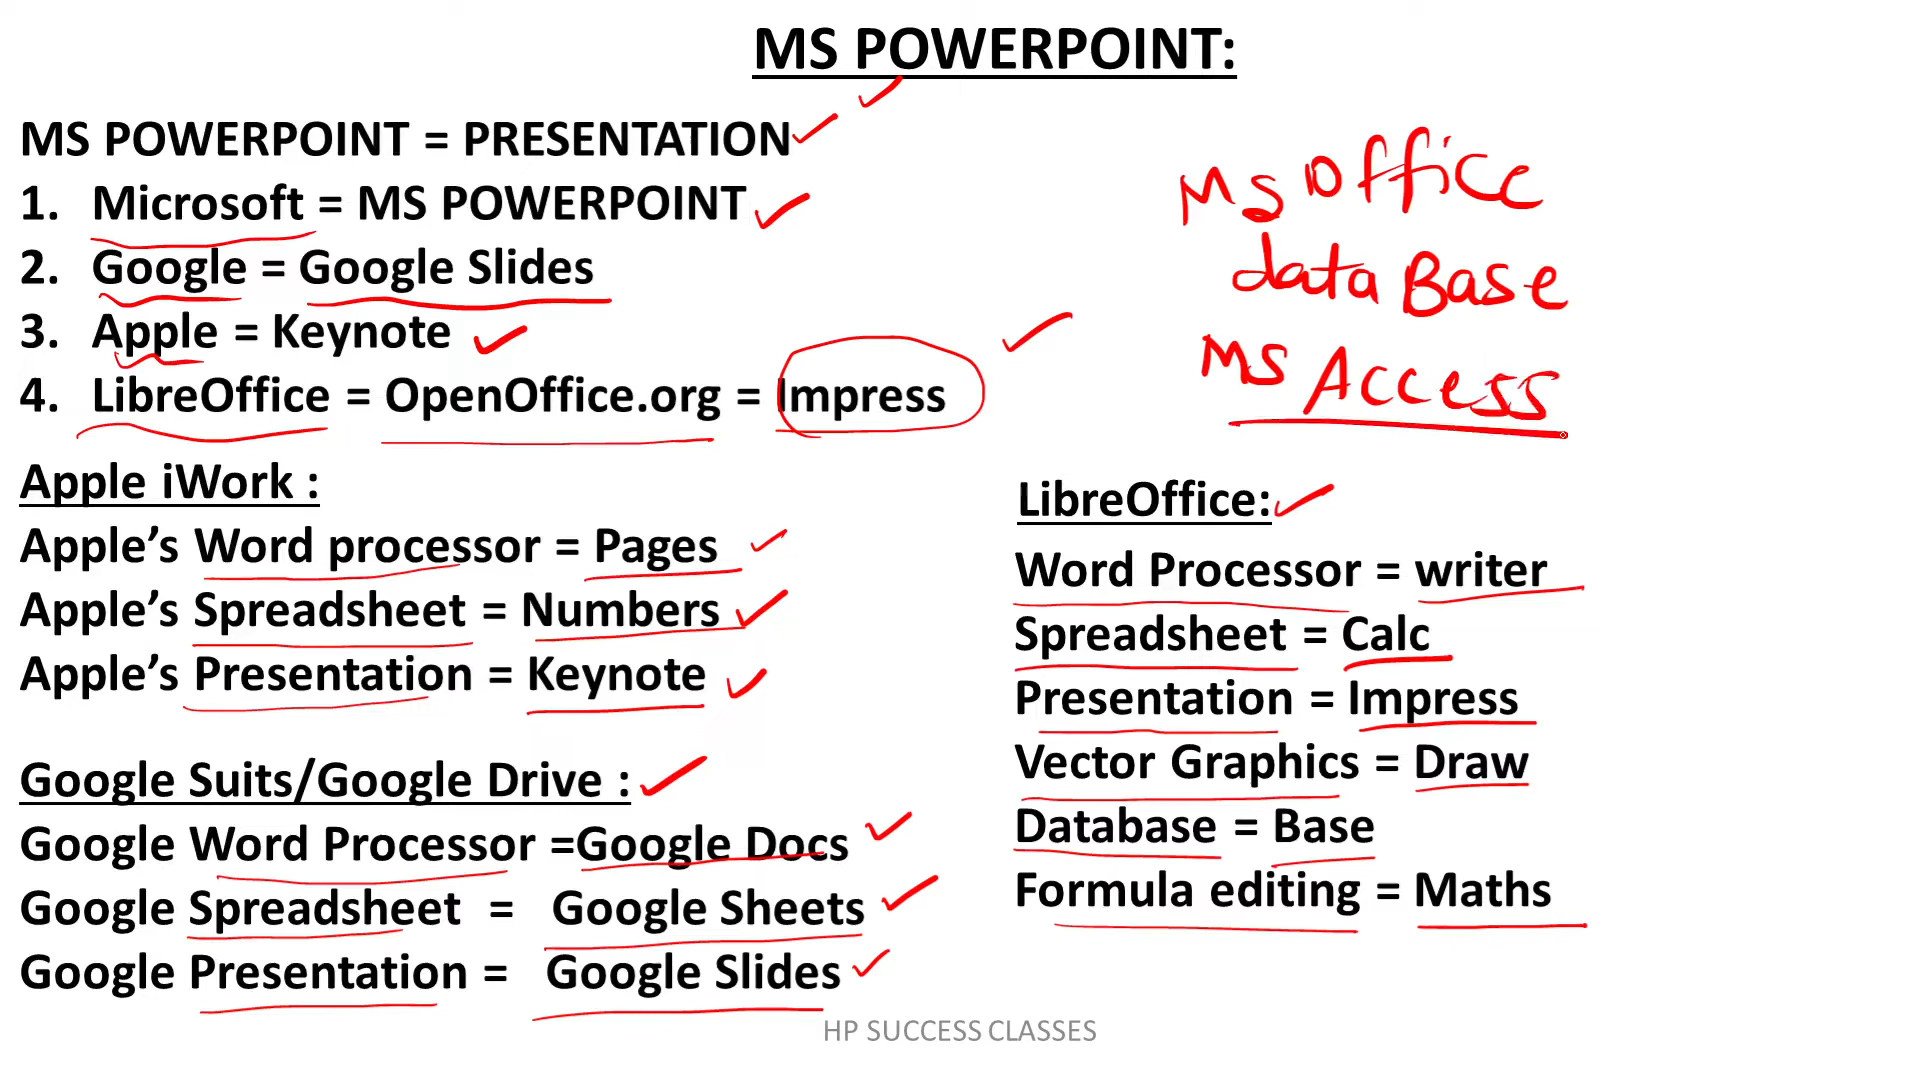 MS POWERPOINT:
MS POWERPOINT = PRESENTATION
1. Microsoft = MS POWERPOINT
2. Google = Google Slides
3. Apple = Keynote
4. LibreOffice = OpenOffice.org = Impress
MS Office
dataBase
MS Access
Apple iWork :
Apple’s Word processor = Pages
Apple’s Spreadsheet = Numbers
Apple’s Presentation = Keynote
Google Suits/Google Drive :
Google Word Processor =Google Docs
Google Spreadsheet = Google Sheets
Google Presentation = Google Slides
LibreOffice:
Word Processor = writer
Spreadsheet = Calc
Presentation = Impress
Vector Graphics = Draw
Database = Base
Formula editing = Maths
HP SUCCESS CLASSES